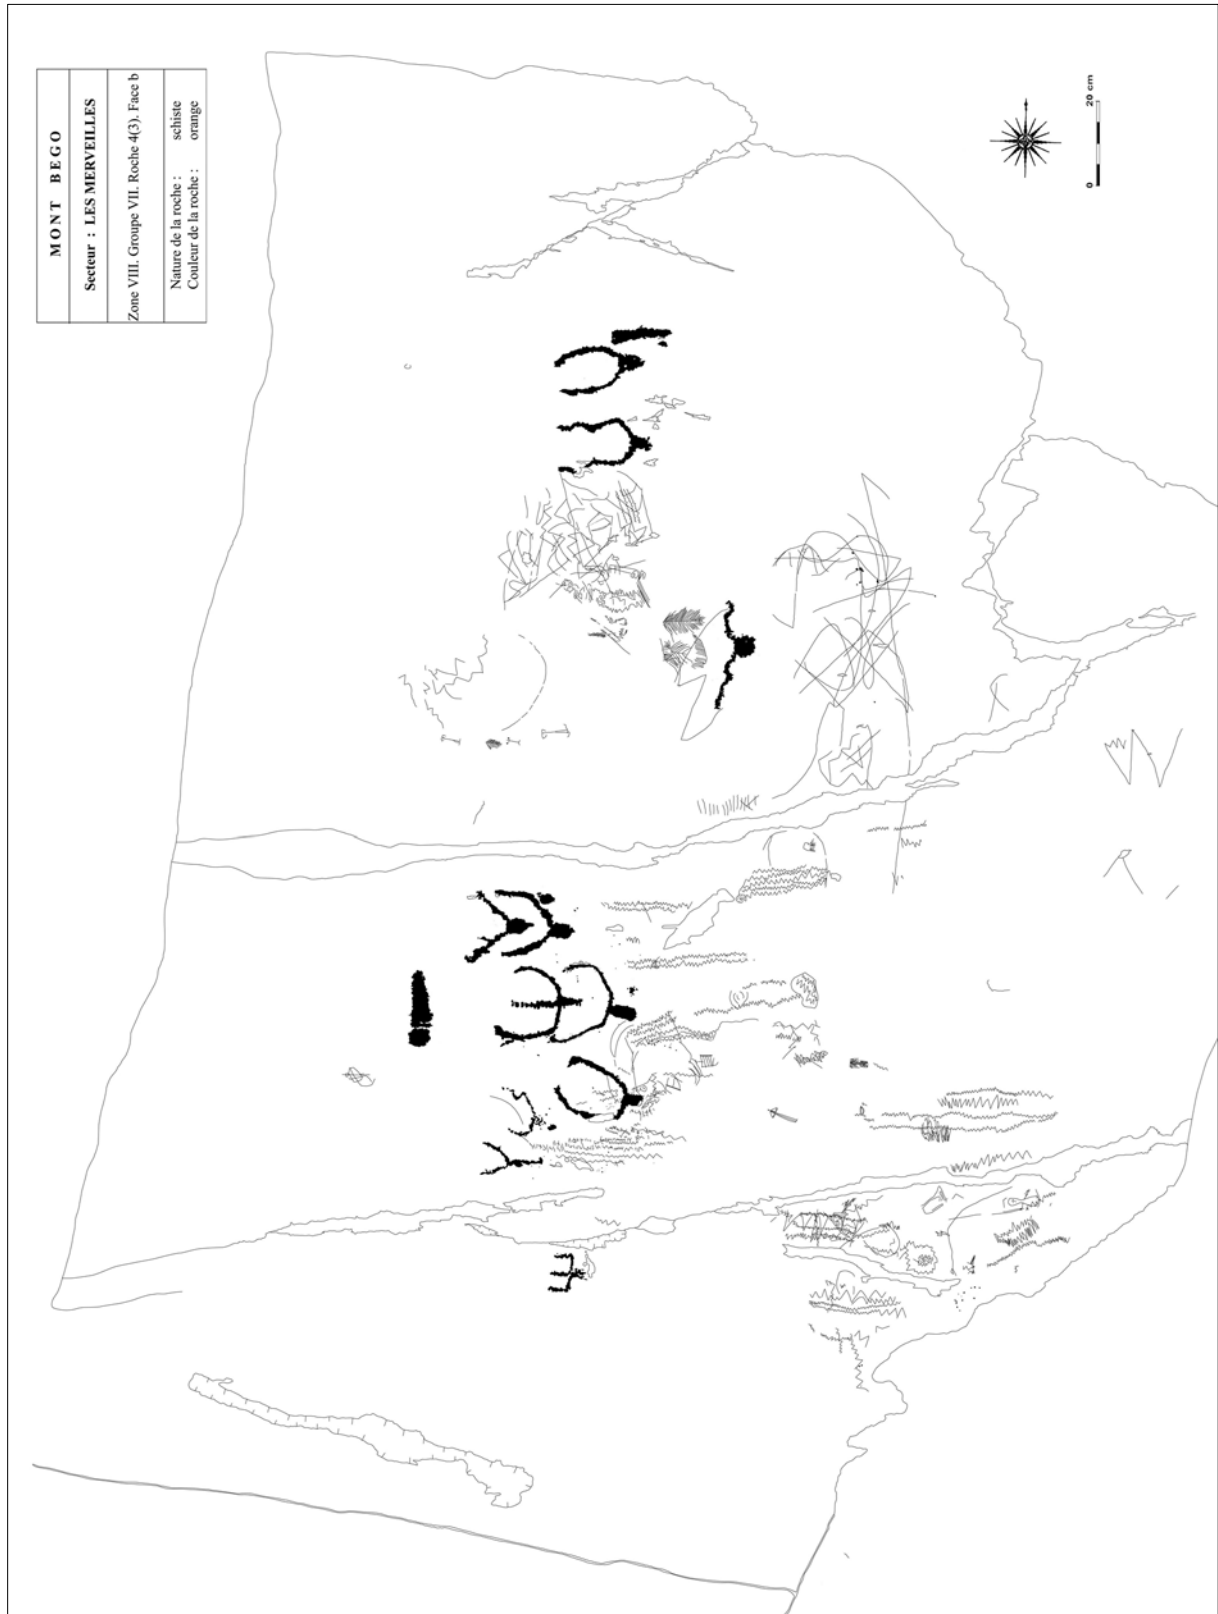 MONT BEGO
Secteur : LES MERVEILLES
Zone VIII. Groupe VII. Roche 4(3). Face b
Nature de la roche : schiste
Couleur de la roche : orange
0 20 cm